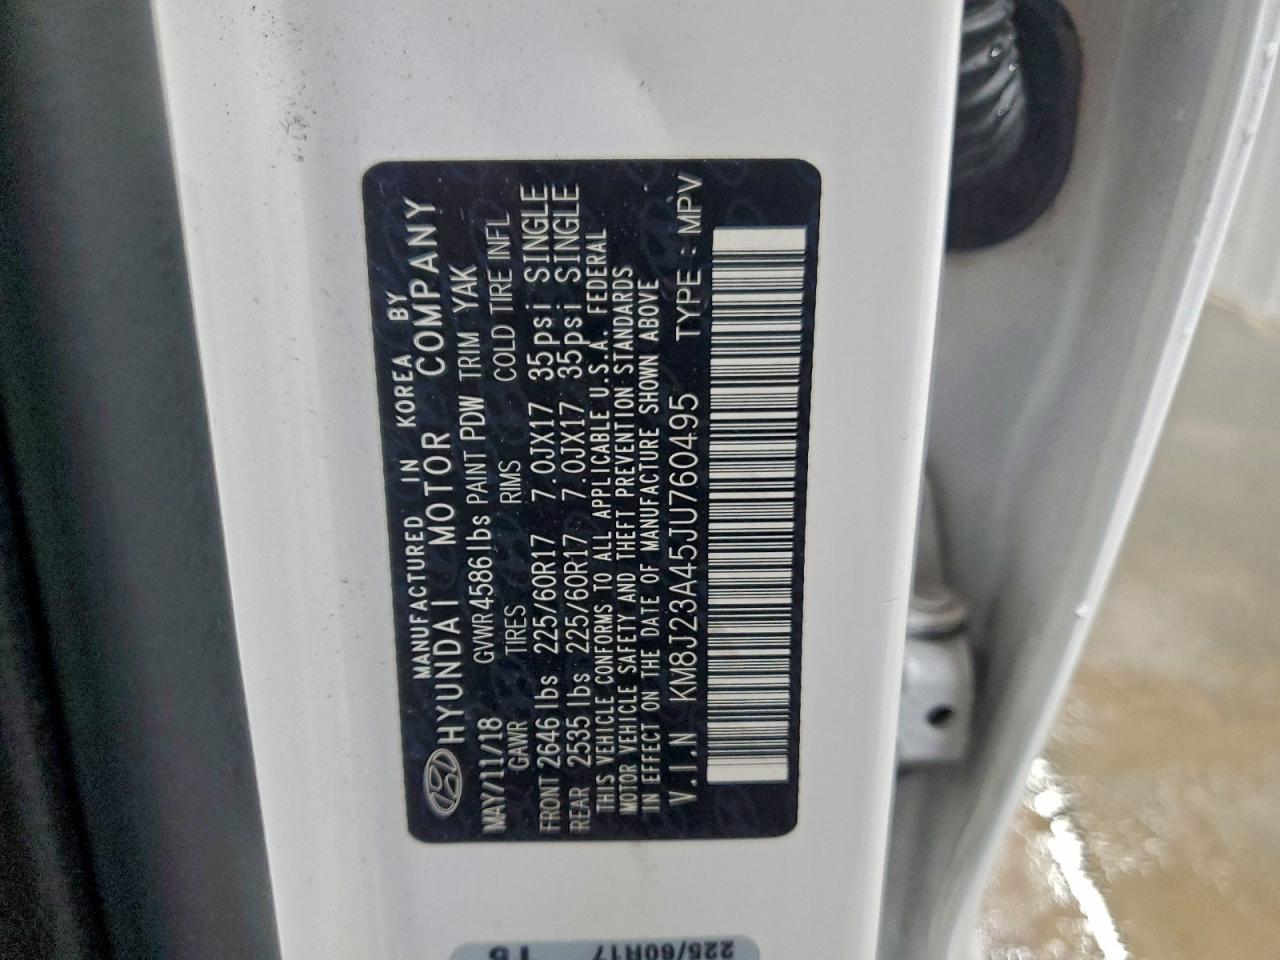 MANUFACTURED IN KOREA BY
HYUNDAI MOTOR COMPANY
MAY/11/18 GVWR 4586lbs PAINT PDW TRIM YAK
GAWR TIRES RIMS COLD TIRE INFL
FRONT 2646 lbs 225/60R17 7.0JX17 35psi SINGLE
REAR 2535 lbs 225/60R17 7.0JX17 35psi SINGLE
THIS VEHICLE CONFORMS TO ALL APPLICABLE U.S.A. FEDERAL
MOTOR VEHICLE SAFETY AND THEFT PREVENTION STANDARDS
IN EFFECT ON THE DATE OF MANUFACTURE SHOWN ABOVE
V.I.N KM8J23A45JU760495 TYPE : MPV
225/60R17